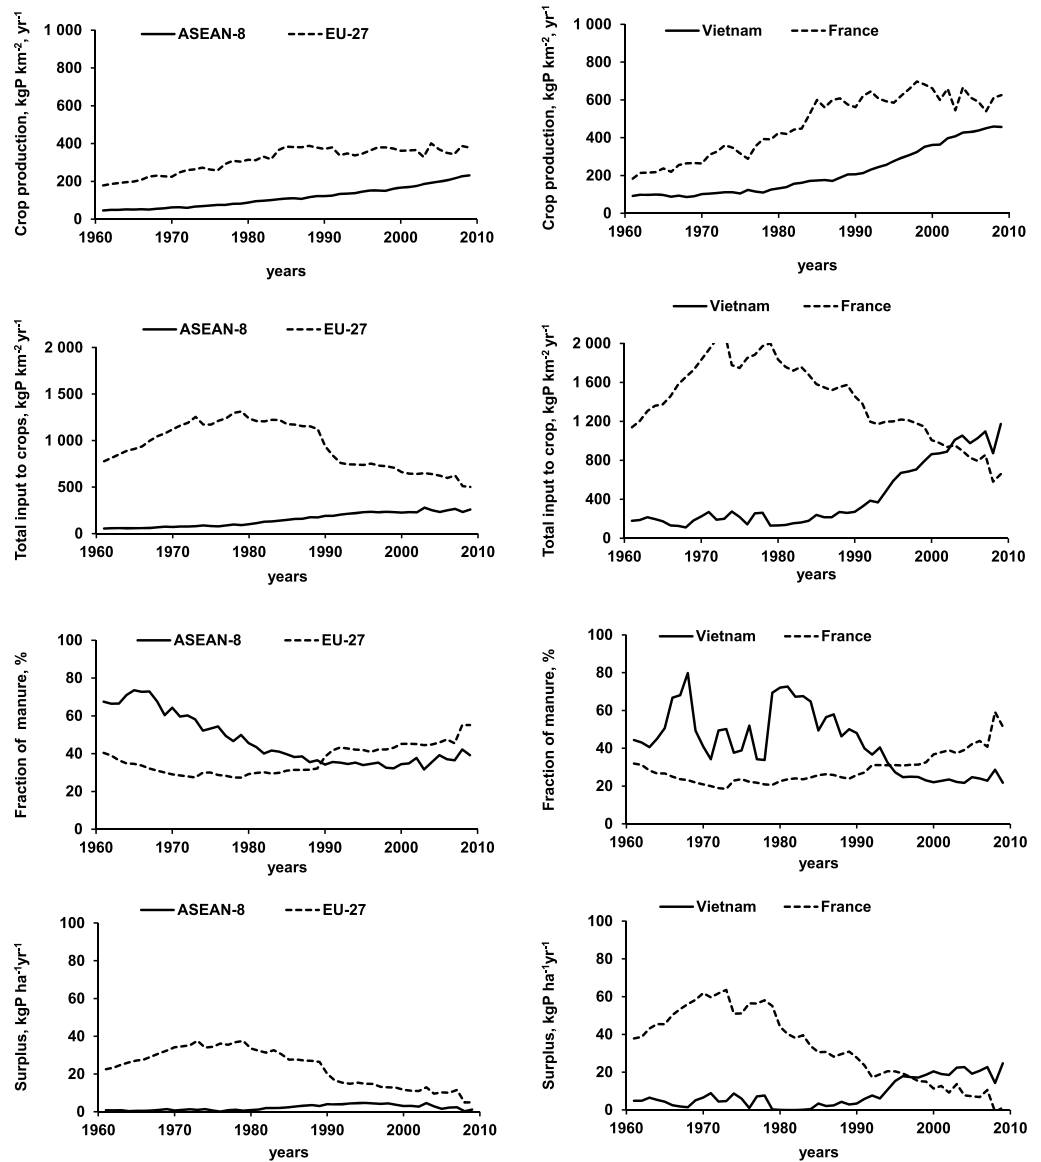 ASEAN-8 EU-27
Crop production, kgP km-2, yr-1
1 000
800
600
400
200
0
1960 1970 1980 1990 2000 2010
years
Vietnam France
Crop production, kgP km-2, yr-1
1 000
800
600
400
200
0
1960 1970 1980 1990 2000 2010
years
ASEAN-8 EU-27
Total input to crops, kgP km-2 yr-1
2 000
1 500
1 000
500
0
1960 1970 1980 1990 2000 2010
years
Vietnam France
Total input to crop, kgP km-2 yr-1
2 000
1 600
1 200
800
400
0
1960 1970 1980 1990 2000 2010
years
ASEAN-8 EU-27
Fraction of manure, %
100
80
60
40
20
0
1960 1970 1980 1990 2000 2010
years
Vietnam France
Fraction of manure, %
100
80
60
40
20
0
1960 1970 1980 1990 2000 2010
years
ASEAN-8 EU-27
Surplus, kgP ha-1yr-1
100
80
60
40
20
0
1960 1970 1980 1990 2000 2010
years
Vietnam France
Surplus, kgP ha-1yr-1
100
80
60
40
20
0
1960 1970 1980 1990 2000 2010
years